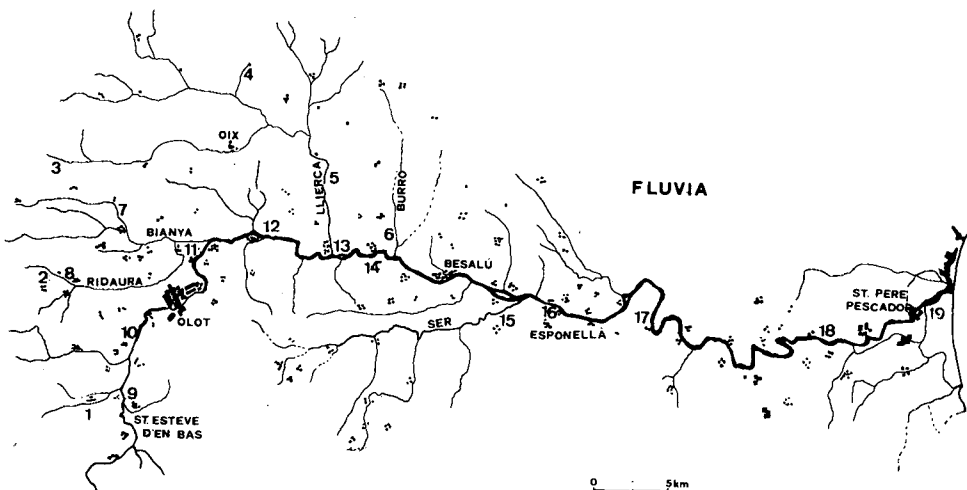 4
OIX
3
LLIERCA
5
BURRO
FLUVIA
7
BIANYA
11
12
13
14
6
2
8
RIDAURA
BESALÚ
OLOT
10
SER
15
16
ESPONELLÀ
17
18
ST. PERE
PESCADOR
19
9
1
ST. ESTEVE
D'EN BAS
0 5km